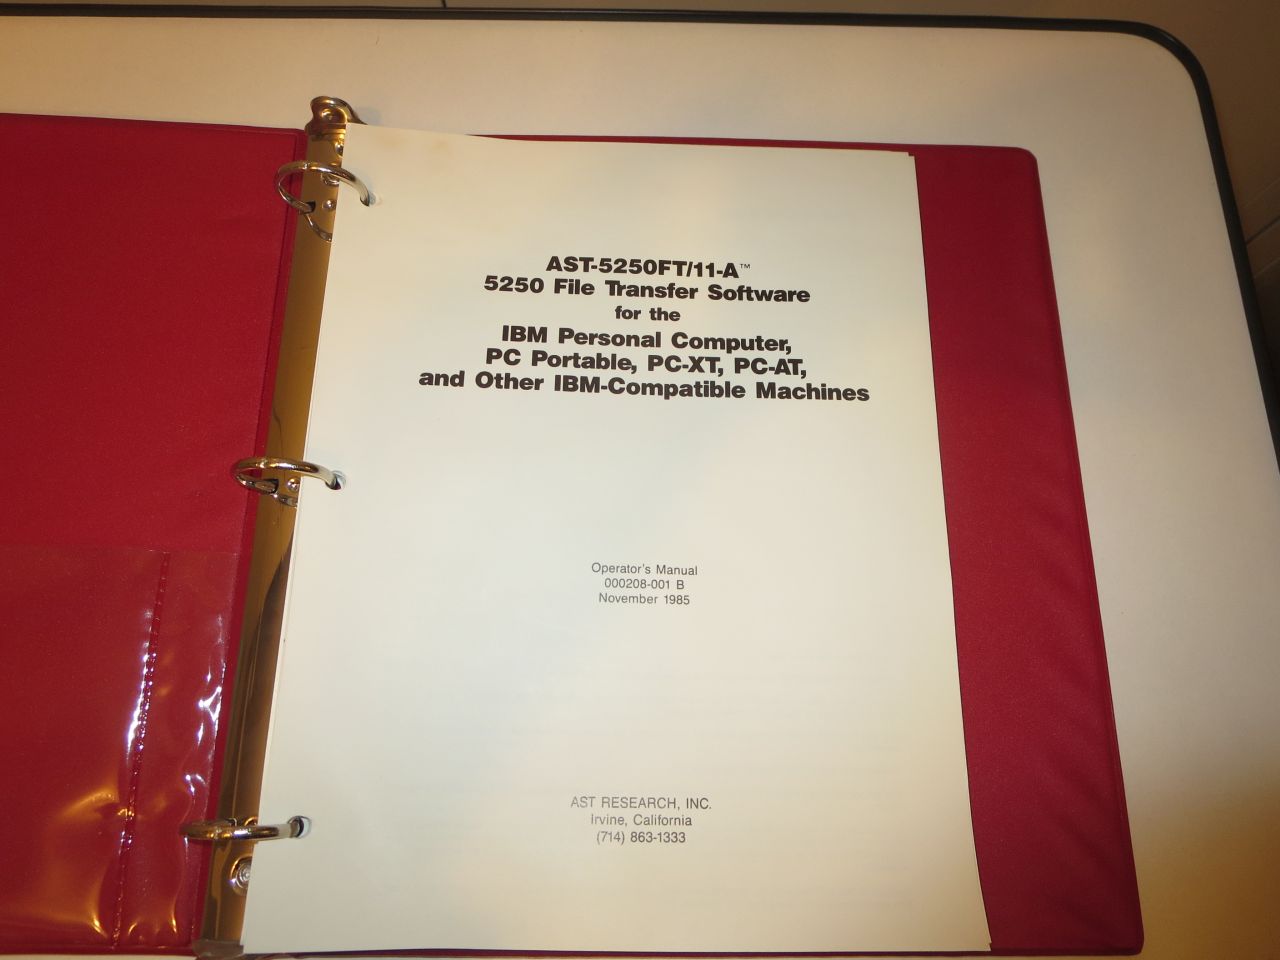 AST-5250FT/11-A™
5250 File Transfer Software
for the
IBM Personal Computer,
PC Portable, PC-XT, PC-AT,
and Other IBM-Compatible Machines
Operator's Manual
000208-001 B
November 1985
AST RESEARCH, INC.
Irvine, California
(714) 863-1333